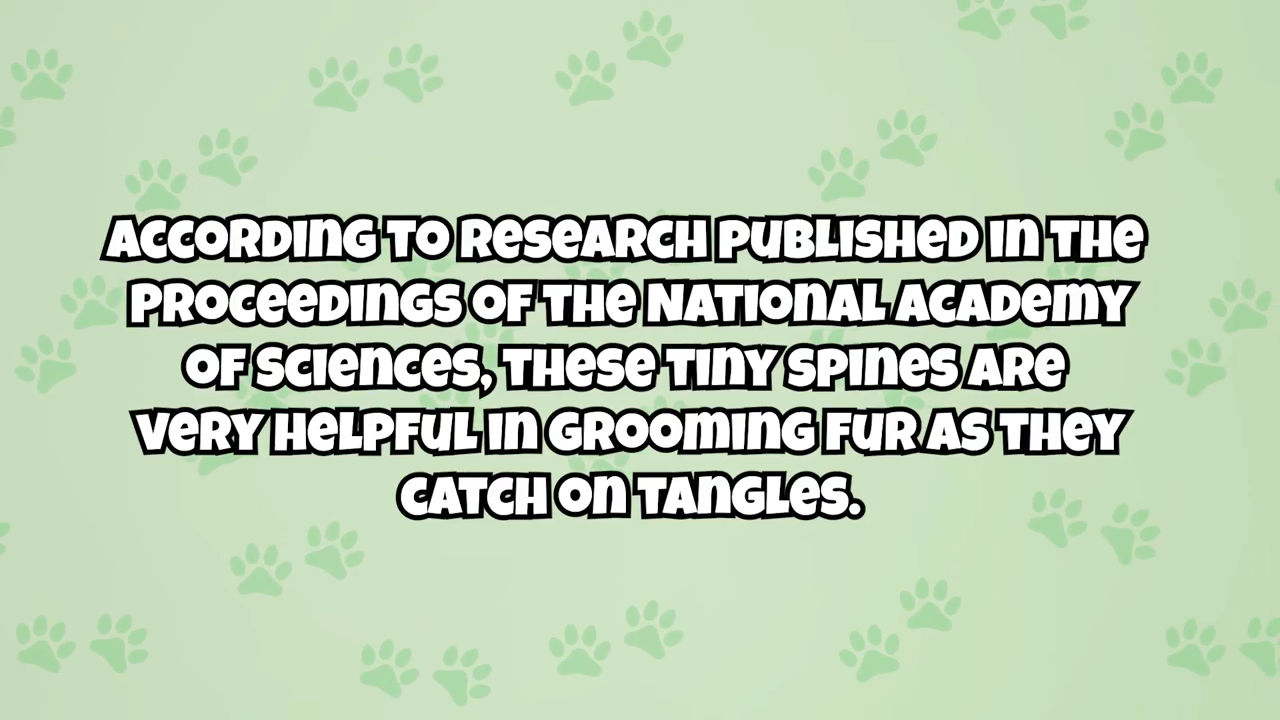 ACCORDING TO RESEARCH PUBLISHED IN THE
PROCEEDINGS OF THE NATIONAL ACADEMY
OF SCIENCES, THESE TINY SPINES ARE
VERY HELPFUL IN GROOMING FUR AS THEY
CATCH ON TANGLES.